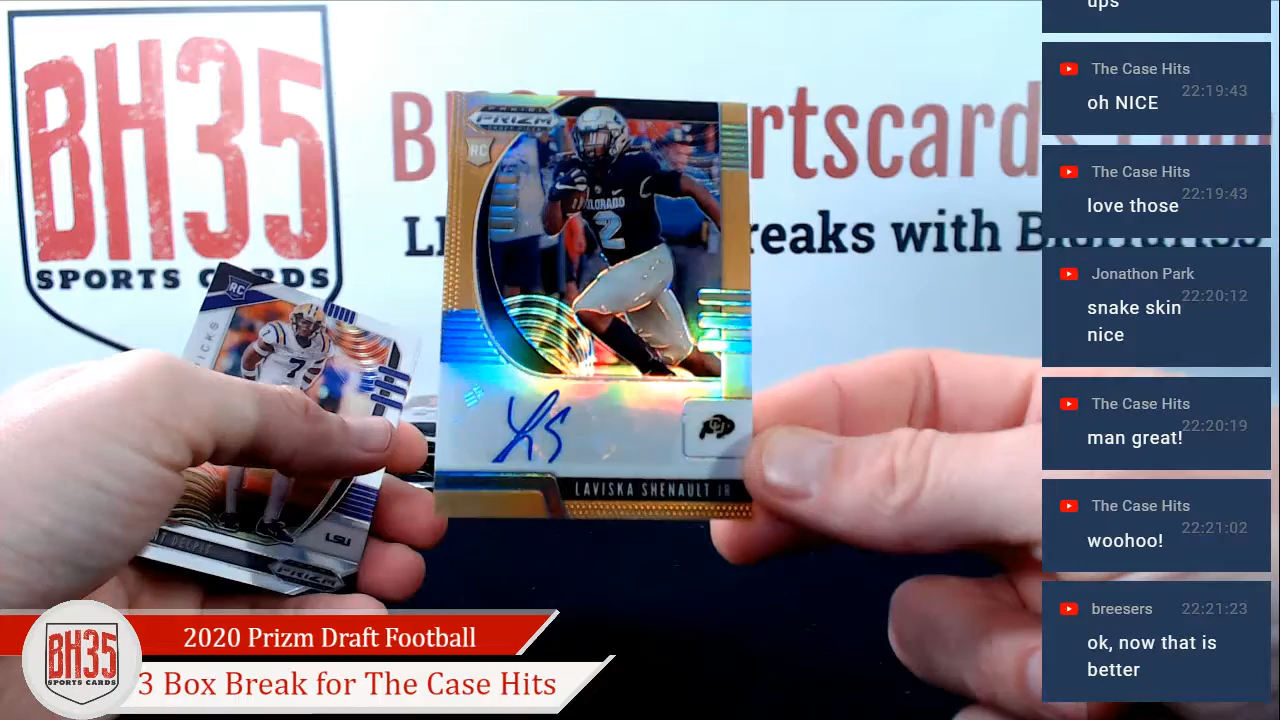 BH35
SPORTS CARDS
LI
rtscards
reaks with
PANINI
PRIZM
RC
COLORADO
2
LAVISKA SHENAULT JR
CU
RC
7
LSU
PRIZM
BH35
SPORTS CARDS
2020 Prizm Draft Football
3 Box Break for The Case Hits
ups
The Case Hits
22:19:43
oh NICE
The Case Hits
22:19:43
love those
Jonathon Park
22:20:12
snake skin
nice
The Case Hits
22:20:19
man great!
The Case Hits
22:21:02
woohoo!
breesers
22:21:23
ok, now that is
better